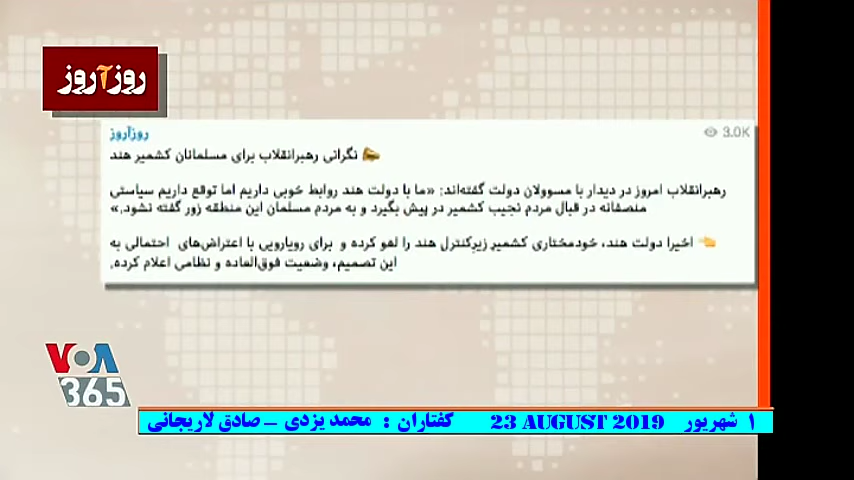 روزآروز
روزآروز
3.0K
نگرانی رهبرانقلاب برای مسلمانان کشمیر هند
رهبرانقلاب امروز در دیدار با مسوولان دولت گفته‌اند: «ما با دولت هند روابط خوبی داریم اما توقع داریم سیاستی
منصفانه در قبال مردم نجیب کشمیر در پیش بگیرد و به مردم مسلمان این منطقه زور گفته نشود.»
اخیرا دولت هند، خودمختاری کشمیرِ زیرکنترل هند را لغو کرده و برای رویارویی با اعتراض‌های احتمالی به
این تصمیم، وضعیت فوق‌العاده و نظامی اعلام کرده.
VOA
365
۱ شهریور 23 AUGUST 2019 کفتاران : محمد یزدی – صادق لاریجانی